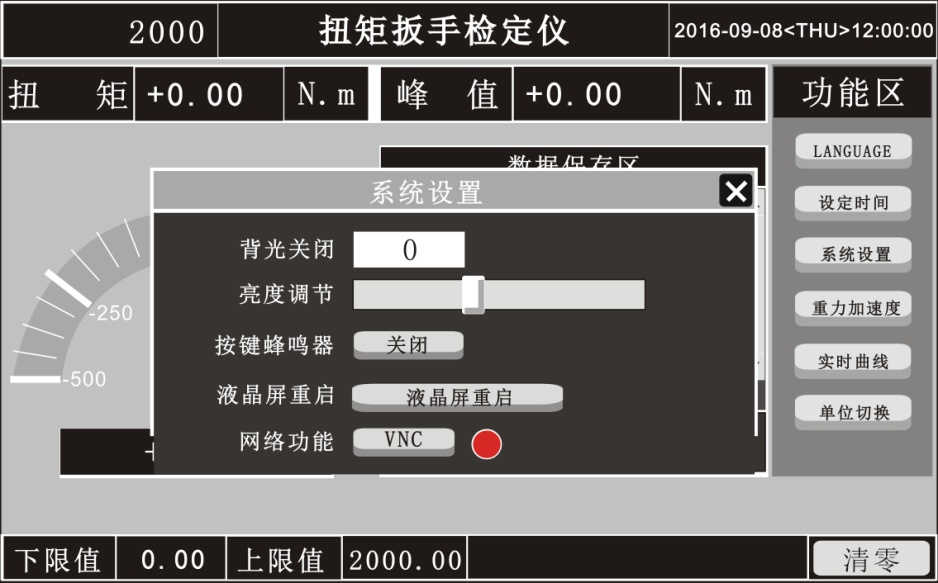 2000 扭矩扳手检定仪 2016-09-08<THU>12:00:00
扭 矩 +0.00 N.m 峰 值 +0.00 N.m 功能区
数据保存区
LANGUAGE
设定时间
系统设置
重力加速度
实时曲线
单位切换
系统设置
背光关闭 0
亮度调节
按键蜂鸣器 关闭
液晶屏重启 液晶屏重启
网络功能 VNC
-250
-500
下限值 0.00 上限值 2000.00 清零